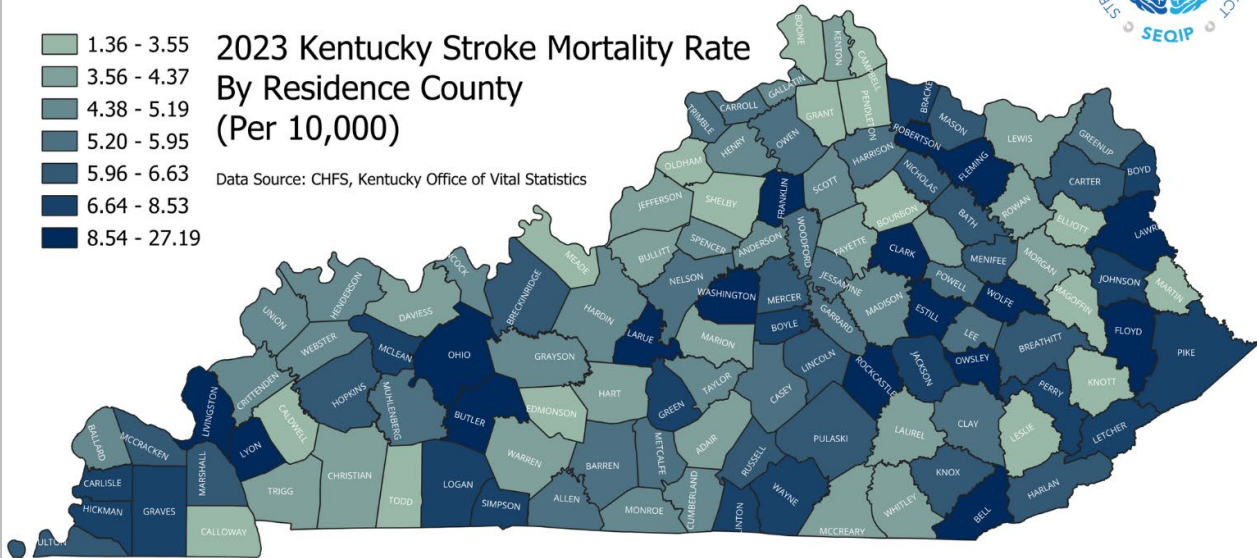 1.36 - 3.55
3.56 - 4.37
4.38 - 5.19
5.20 - 5.95
5.96 - 6.63
6.64 - 8.53
8.54 - 27.19
2023 Kentucky Stroke Mortality Rate
By Residence County
(Per 10,000)
Data Source: CHFS, Kentucky Office of Vital Statistics
SEQIP
BOONE
KENTON
CAMPBELL
GALLATIN
CARROLL
TRIMBLE
GRANT
PENDLETON
BRACKE
MASON
ROBERTSON
LEWIS
GREENUP
OLDHAM
HENRY
OWEN
HARRISON
NICHOLAS
FLEMING
CARTER
BOYD
JEFFERSON
SHELBY
FRANKLIN
SCOTT
BOURBON
BATH
ROWAN
ELLIOTT
LAWR
MEADE
BULLITT
SPENCER
ANDERSON
WOODFORD
FAYETTE
CLARK
MENIFEE
MORGAN
JOHNSON
MARTIN
COCK
BRECKINRIDGE
HARDIN
NELSON
WASHINGTON
MERCER
JESSAMINE
MADISON
POWELL
ESTILL
WOLFE
MAGOFFIN
FLOYD
PIKE
HENDERSON
UNION
DAVIESS
WEBSTER
MCLEAN
OHIO
GRAYSON
LARUE
MARION
BOYLE
GARRARD
LEE
BREATHITT
JACKSON
OWSLEY
KNOTT
PERRY
LETCHER
CRITTENDEN
HOPKINS
MUHLENBERG
BUTLER
EDMONSON
HART
GREEN
TAYLOR
CASEY
LINCOLN
ROCKCASTLE
LIVINGSTON
LYON
CALDWELL
BALLARD
MCCRACKEN
MARSHALL
CARLISLE
HICKMAN
GRAVES
CALLOWAY
ULTON
TRIGG
CHRISTIAN
TODD
LOGAN
SIMPSON
WARREN
ALLEN
BARREN
METCALFE
MONROE
ADAIR
CUMBERLAND
RUSSELL
INTON
WAYNE
PULASKI
MCCREARY
LAUREL
WHITLEY
CLAY
LESLIE
KNOX
BELL
HARLAN